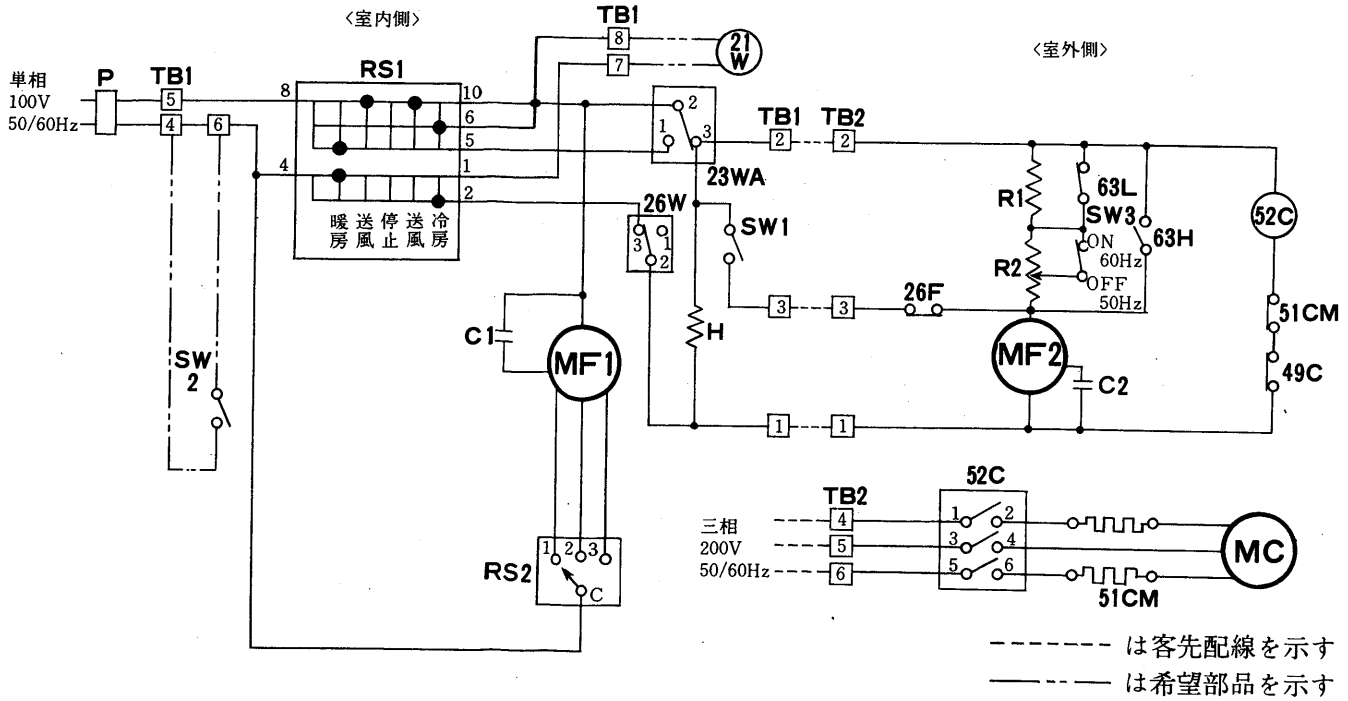 〈室内側〉
TB1
8
7
21
W
〈室外側〉
単相
100V
50/60Hz
P
TB1
5
4
6
RS1
8
4
10
6
5
1
2
暖房
送風
停止
送風
冷房
2
1
3
23WA
TB1
TB2
2
2
26W
3
1
2
SW1
H
3
3
26F
R1
R2
63L
SW3
ON
60Hz
OFF
50Hz
63H
52C
51CM
49C
C1
MF1
MF2
C2
1
1
SW
2
RS2
1
2
3
C
三相
200V
50/60Hz
TB2
4
5
6
52C
1
2
3
4
5
6
51CM
MC
は客先配線を示す
は希望部品を示す